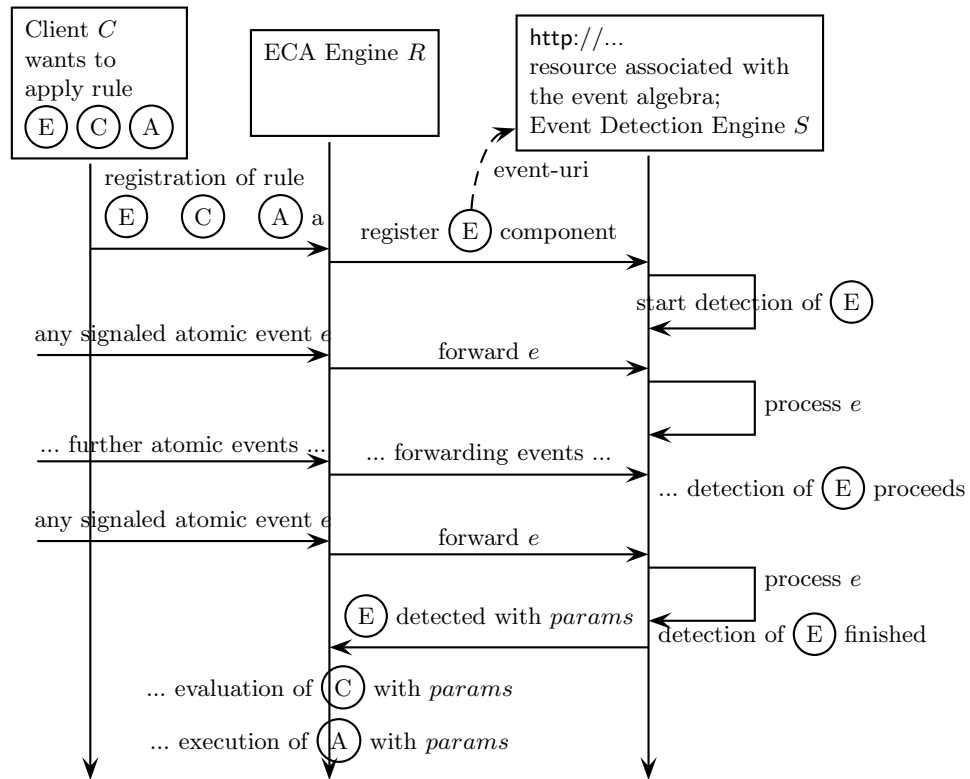 Client C
wants to
apply rule
E C A
ECA Engine R
http://...
resource associated with
the event algebra;
Event Detection Engine S
event-uri
registration of rule
E C A a
register E component
start detection of E
any signaled atomic event e
forward e
process e
... further atomic events ...
... forwarding events ...
... detection of E proceeds
any signaled atomic event e
forward e
process e
E detected with params
detection of E finished
... evaluation of C with params
... execution of A with params